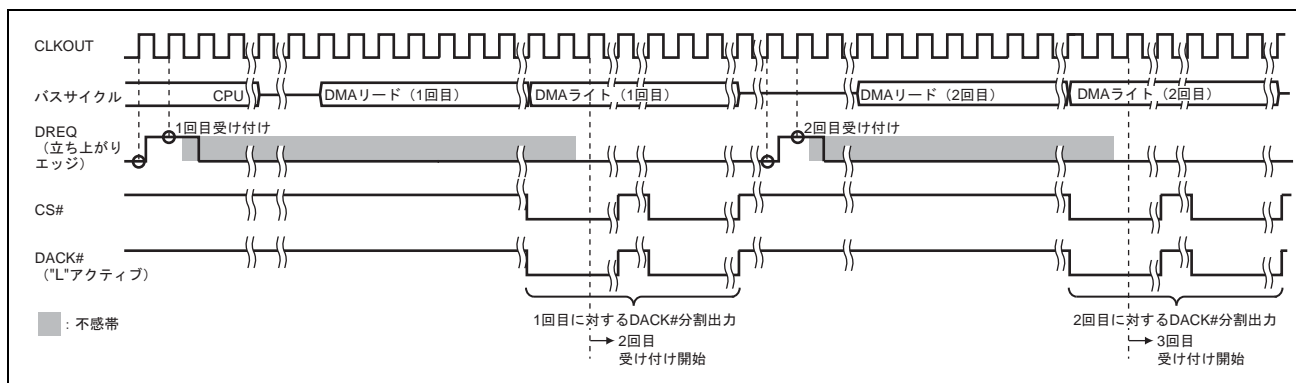 CLKOUT
バスサイクル
CPU
DMAリード（1回目）
DMAライト（1回目）
DMAリード（2回目）
DMAライト（2回目）
DREQ
（立ち上がり
エッジ）
1回目受け付け
2回目受け付け
CS#
DACK#
（"L"アクティブ）
：不感帯
1回目に対するDACK#分割出力
2回目
受け付け開始
2回目に対するDACK#分割出力
3回目
受け付け開始